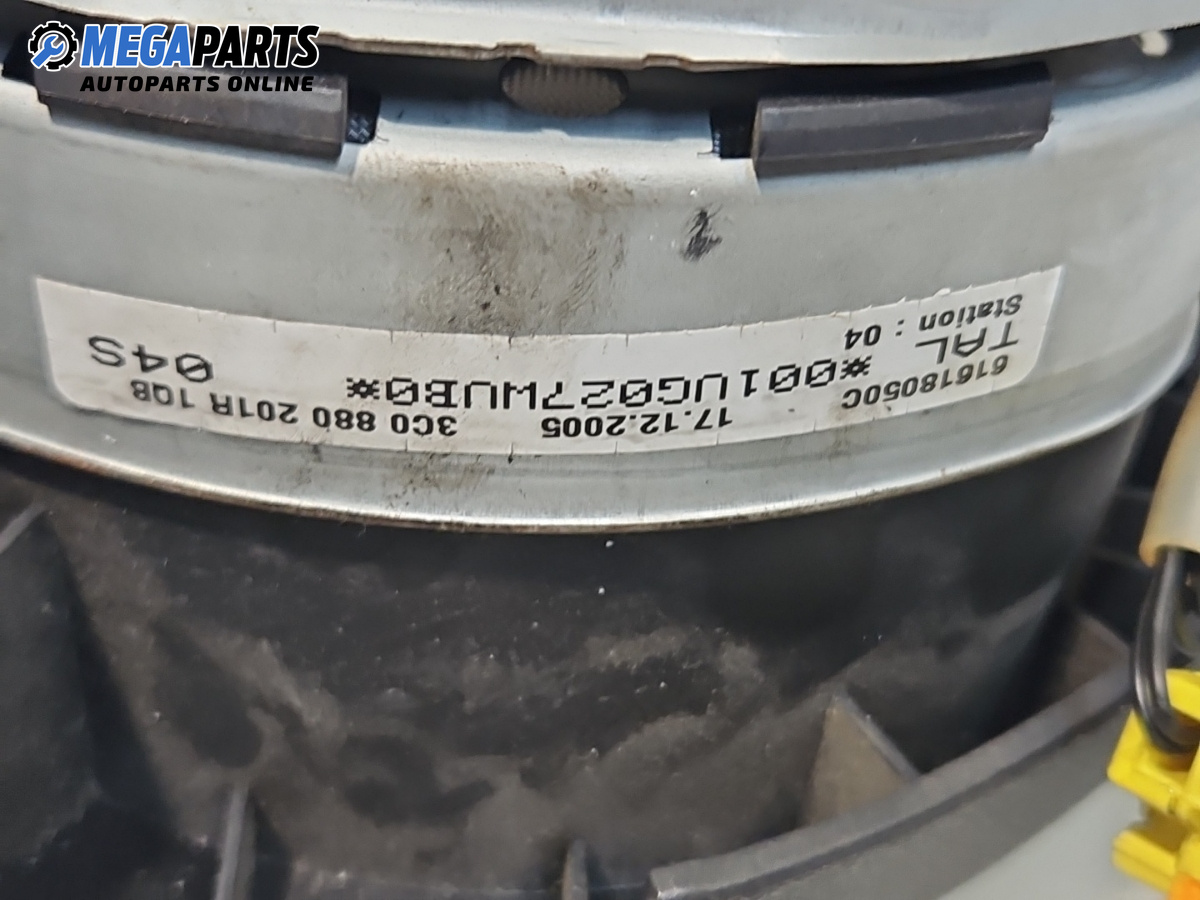 MEGAPARTS
AUTOPARTS ONLINE
61618050C 17.12.2005 3C0 880 201R 1QB
TAL *001UG027WUB0* 04S
Station : 04